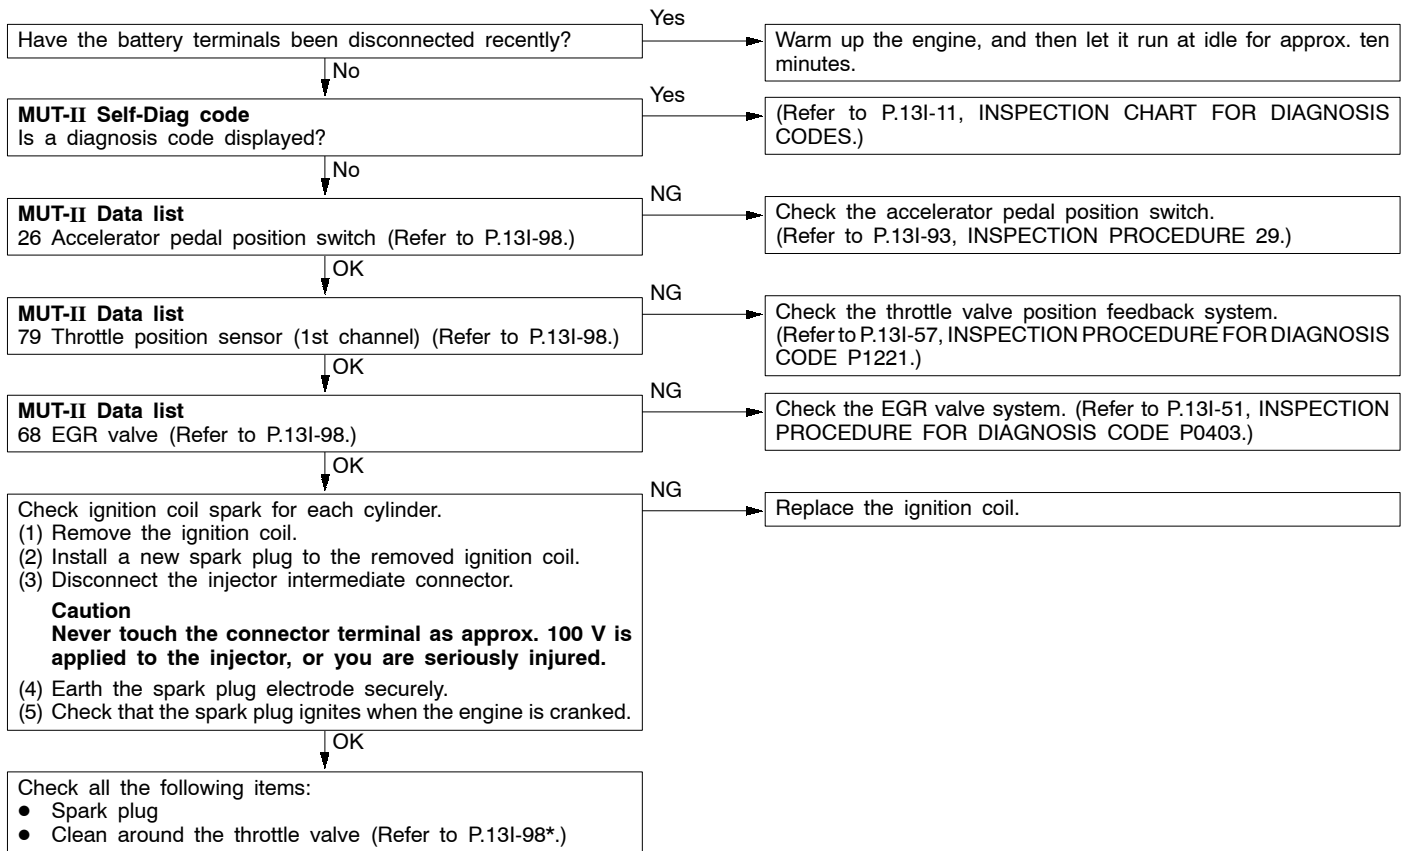 Have the battery terminals been disconnected recently?
Yes
Warm up the engine, and then let it run at idle for approx. ten
minutes.
No
MUT-II Self-Diag code
Is a diagnosis code displayed?
Yes
(Refer to P.13I-11, INSPECTION CHART FOR DIAGNOSIS
CODES.)
No
MUT-II Data list
26 Accelerator pedal position switch (Refer to P.13I-98.)
NG
Check the accelerator pedal position switch.
(Refer to P.13I-93, INSPECTION PROCEDURE 29.)
OK
MUT-II Data list
79 Throttle position sensor (1st channel) (Refer to P.13I-98.)
NG
Check the throttle valve position feedback system.
(Refer to P.13I-57, INSPECTION PROCEDURE FOR DIAGNOSIS
CODE P1221.)
OK
MUT-II Data list
68 EGR valve (Refer to P.13I-98.)
NG
Check the EGR valve system. (Refer to P.13I-51, INSPECTION
PROCEDURE FOR DIAGNOSIS CODE P0403.)
OK
Check ignition coil spark for each cylinder.
(1) Remove the ignition coil.
(2) Install a new spark plug to the removed ignition coil.
(3) Disconnect the injector intermediate connector.
Caution
Never touch the connector terminal as approx. 100 V is
applied to the injector, or you are seriously injured.
(4) Earth the spark plug electrode securely.
(5) Check that the spark plug ignites when the engine is cranked.
NG
Replace the ignition coil.
OK
Check all the following items:
● Spark plug
● Clean around the throttle valve (Refer to P.13I-98*.)